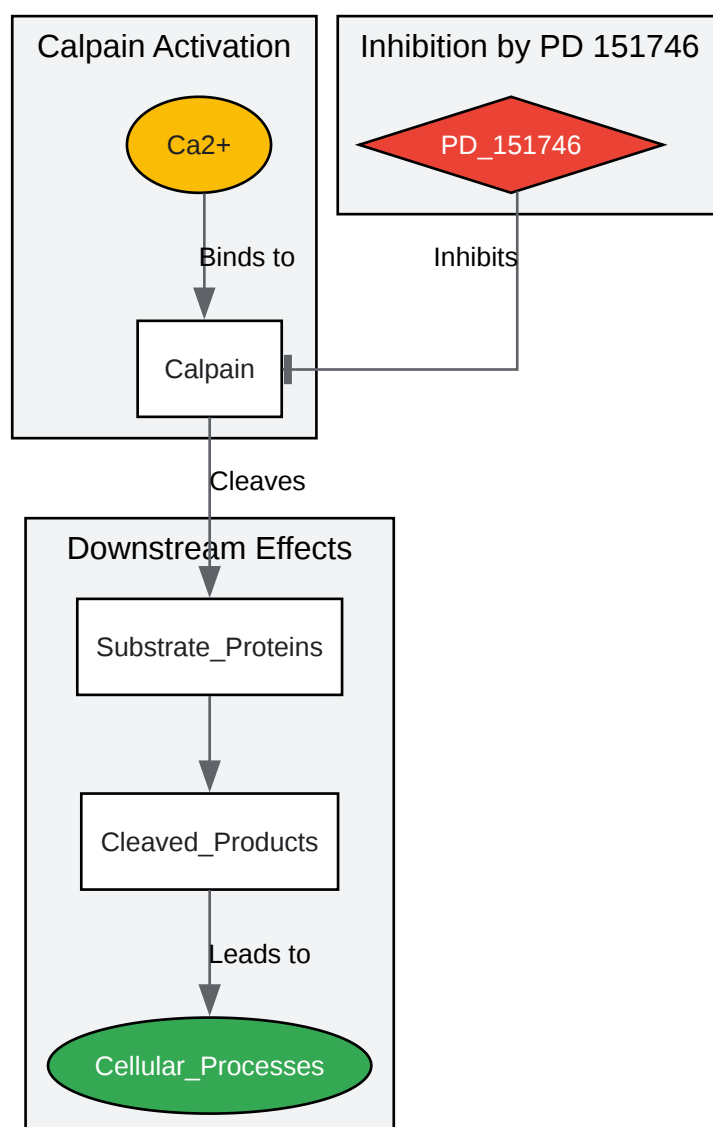 Calpain Activation
Inhibition by PD 151746
Ca2+
PD_151746
Binds to
Inhibits
Calpain
Cleaves
Downstream Effects
Substrate_Proteins
Cleaved_Products
Leads to
Cellular_Processes